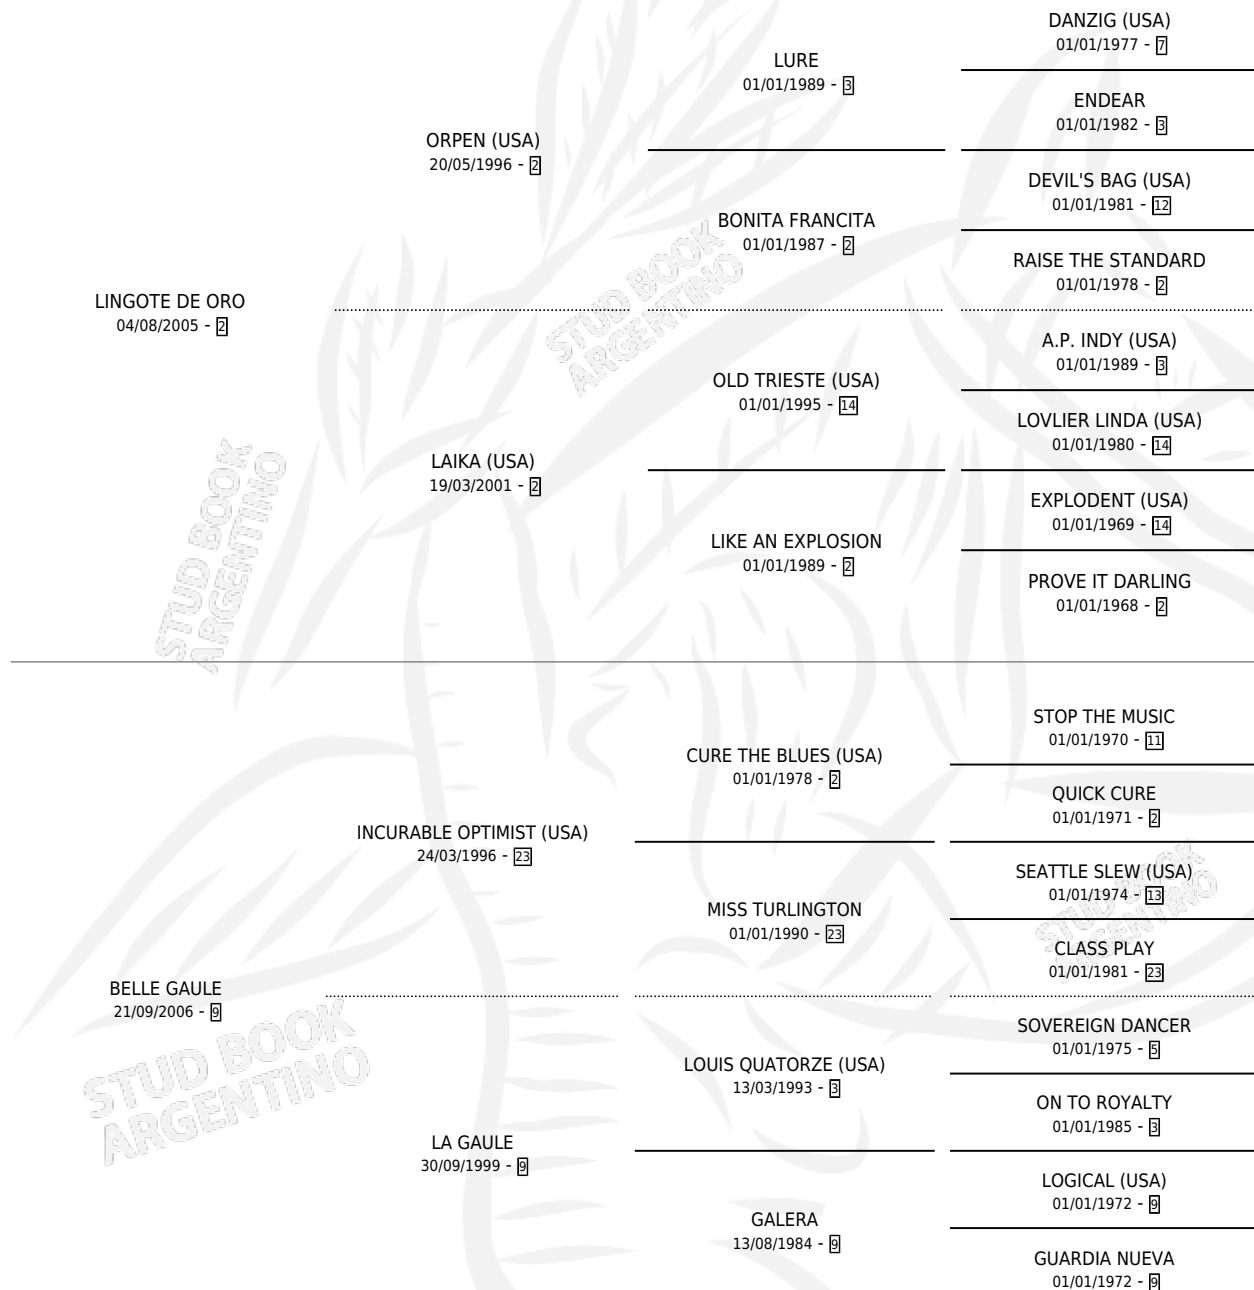 DANZIG (USA)
01/01/1977 - 7
LURE
01/01/1989 - 3
ENDEAR
01/01/1982 - 3
ORPEN (USA)
20/05/1996 - 2
DEVIL'S BAG (USA)
01/01/1981 - 12
BONITA FRANCITA
01/01/1987 - 2
RAISE THE STANDARD
01/01/1978 - 2
LINGOTE DE ORO
04/08/2005 - 2
A.P. INDY (USA)
01/01/1989 - 3
OLD TRIESTE (USA)
01/01/1995 - 14
LOVLIER LINDA (USA)
01/01/1980 - 14
LAIKA (USA)
19/03/2001 - 2
EXPLODENT (USA)
01/01/1969 - 14
LIKE AN EXPLOSION
01/01/1989 - 2
PROVE IT DARLING
01/01/1968 - 2
STOP THE MUSIC
01/01/1970 - 11
CURE THE BLUES (USA)
01/01/1978 - 2
QUICK CURE
01/01/1971 - 2
INCURABLE OPTIMIST (USA)
24/03/1996 - 23
SEATTLE SLEW (USA)
01/01/1974 - 13
MISS TURLINGTON
01/01/1990 - 23
CLASS PLAY
01/01/1981 - 23
BELLE GAULE
21/09/2006 - 9
SOVEREIGN DANCER
01/01/1975 - 5
LOUIS QUATORZE (USA)
13/03/1993 - 3
ON TO ROYALTY
01/01/1985 - 3
LA GAULE
30/09/1999 - 9
LOGICAL (USA)
01/01/1972 - 9
GALERA
13/08/1984 - 9
GUARDIA NUEVA
01/01/1972 - 9
STUD BOOK
ARGENTINO
STUD BOOK
ARGENTINO
STUD BOOK
ARGENTINO
STUD BOOK
ARGENTINO